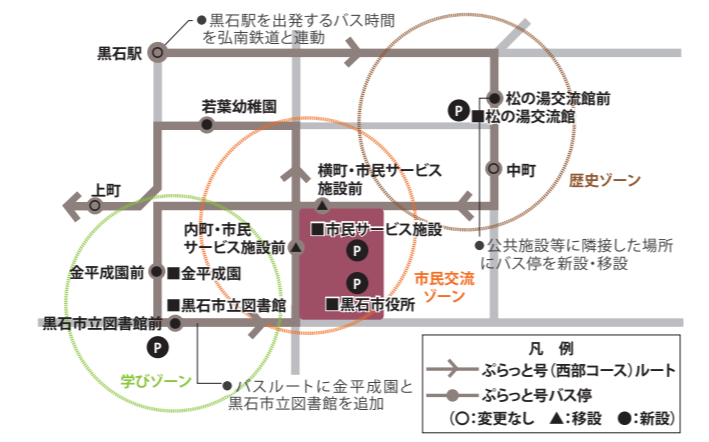 ●黒石駅を出発するバス時間
を弘南鉄道と連動
黒石駅
若葉幼稚園
松の湯交流館前
P
■松の湯交流館
横町・市民サービス
施設前
中町
歴史ゾーン
上町
内町・市民
サービス施設前
■市民サービス施設
P
●公共施設等に隣接した場所
にバス停を新設・移設
金平成園前
■金平成園
P
市民交流
ゾーン
■黒石市立図書館
■黒石市役所
黒石市立図書館前
P
学びゾーン
●バスルートに金平成園と
黒石市立図書館を追加
凡 例
ぷらっと号（西部コース）ルート
ぷらっと号バス停
（○：変更なし ▲：移設 ●：新設）